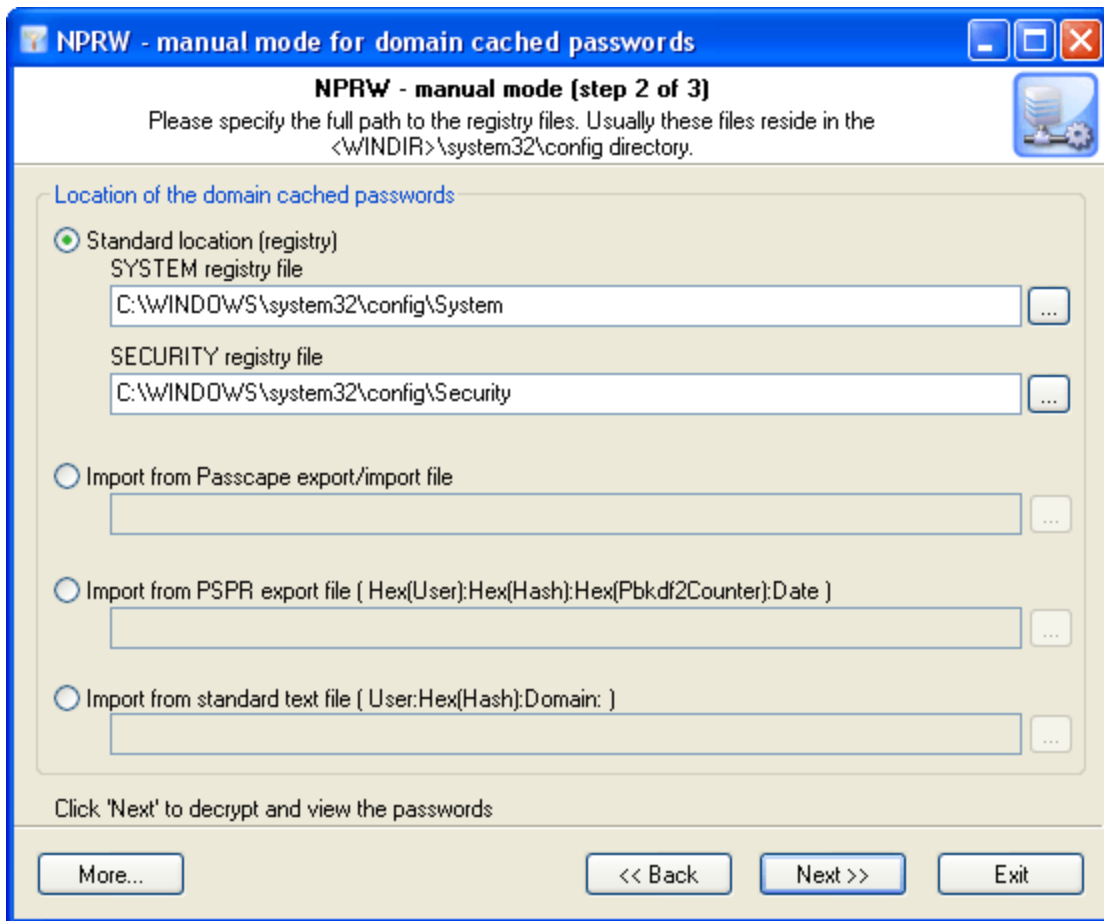 NPRW - manual mode for domain cached passwords
NPRW - manual mode (step 2 of 3)
Please specify the full path to the registry files. Usually these files reside in the
<WINDIR>\system32\config directory.
Location of the domain cached passwords
Standard location (registry)
SYSTEM registry file
C:\WINDOWS\system32\config\System
...
SECURITY registry file
C:\WINDOWS\system32\config\Security
...
Import from Passcape export/import file
...
Import from PSPR export file ( Hex(User):Hex(Hash):Hex(Pbkdf2Counter):Date )
...
Import from standard text file ( User:Hex(Hash):Domain: )
...
Click 'Next' to decrypt and view the passwords
More... << Back Next >> Exit